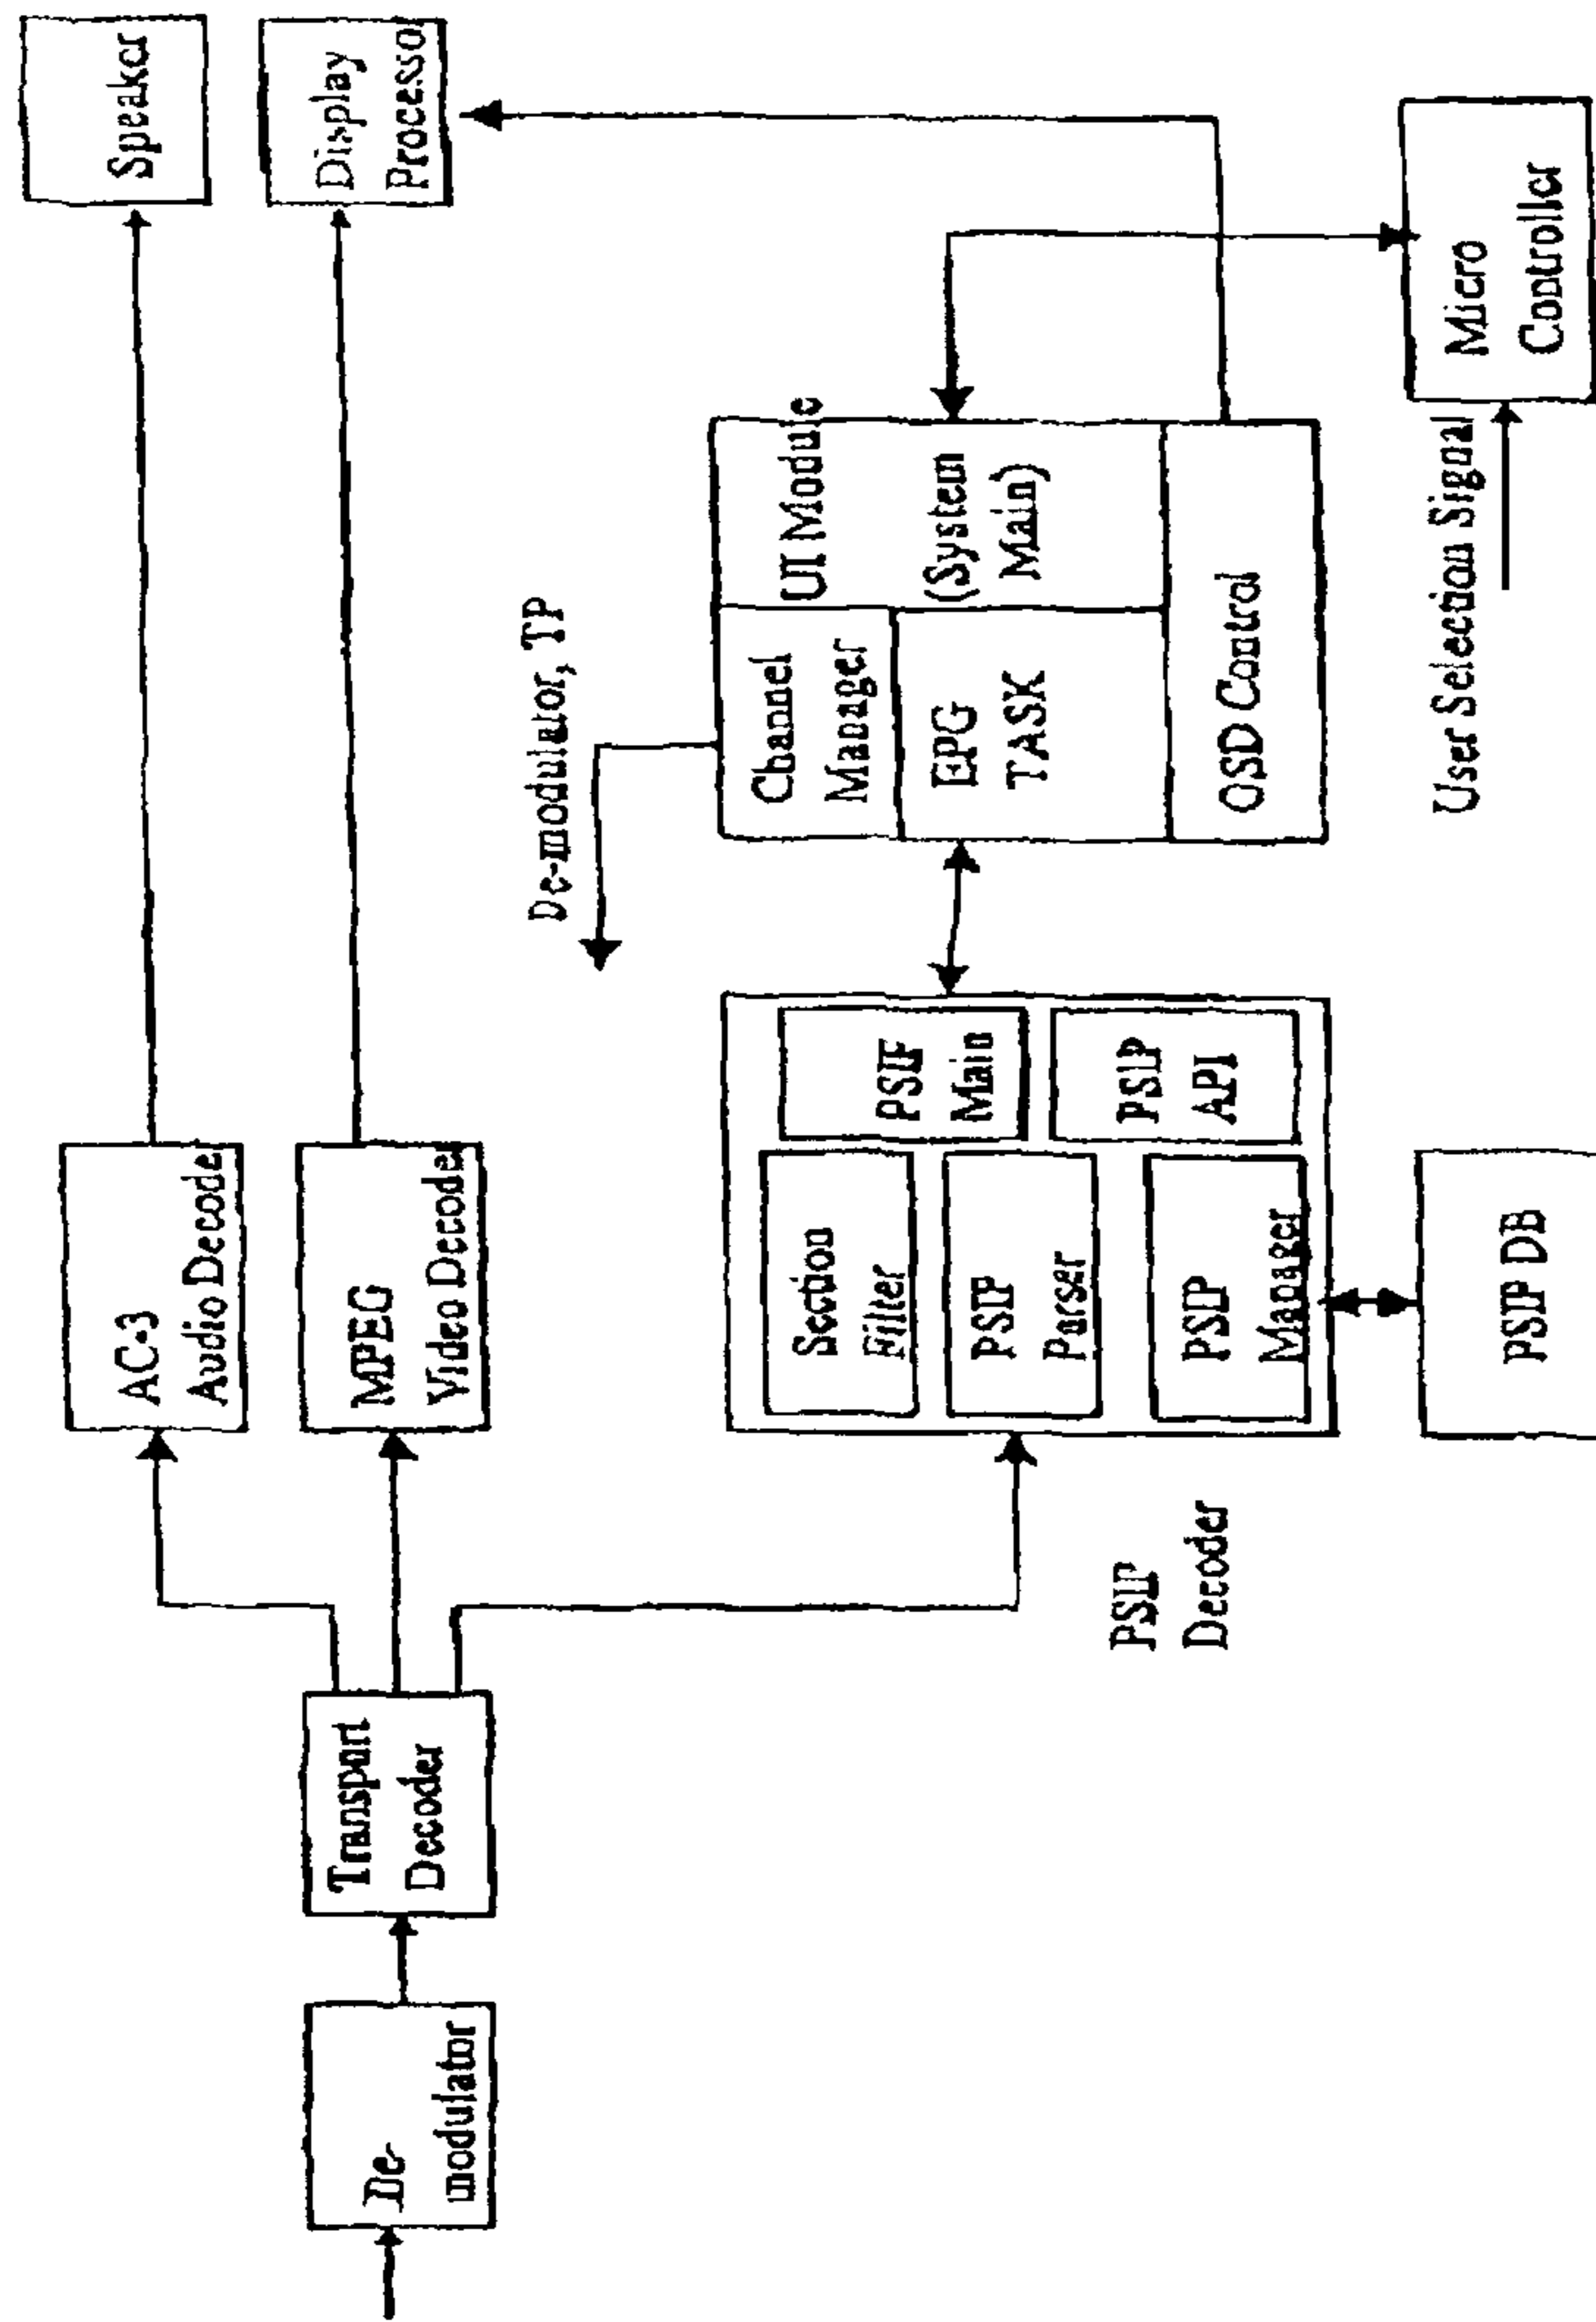 De-
modulator
Transport
Decoder
AC-3
Audio Decode
MPEG
Video Decoder
Speaker
Display
Processor
PSIP
Decoder
Section
Filter
PSIP
Parser
PSIP
Manager
PSIP
Main
PSIP
API
PSIP DB
De-modulator, TP
Channel
Manager
EPG
TASK
UI Module
(System
Main)
OSD Control
User Selection Signal
Micro
Controller